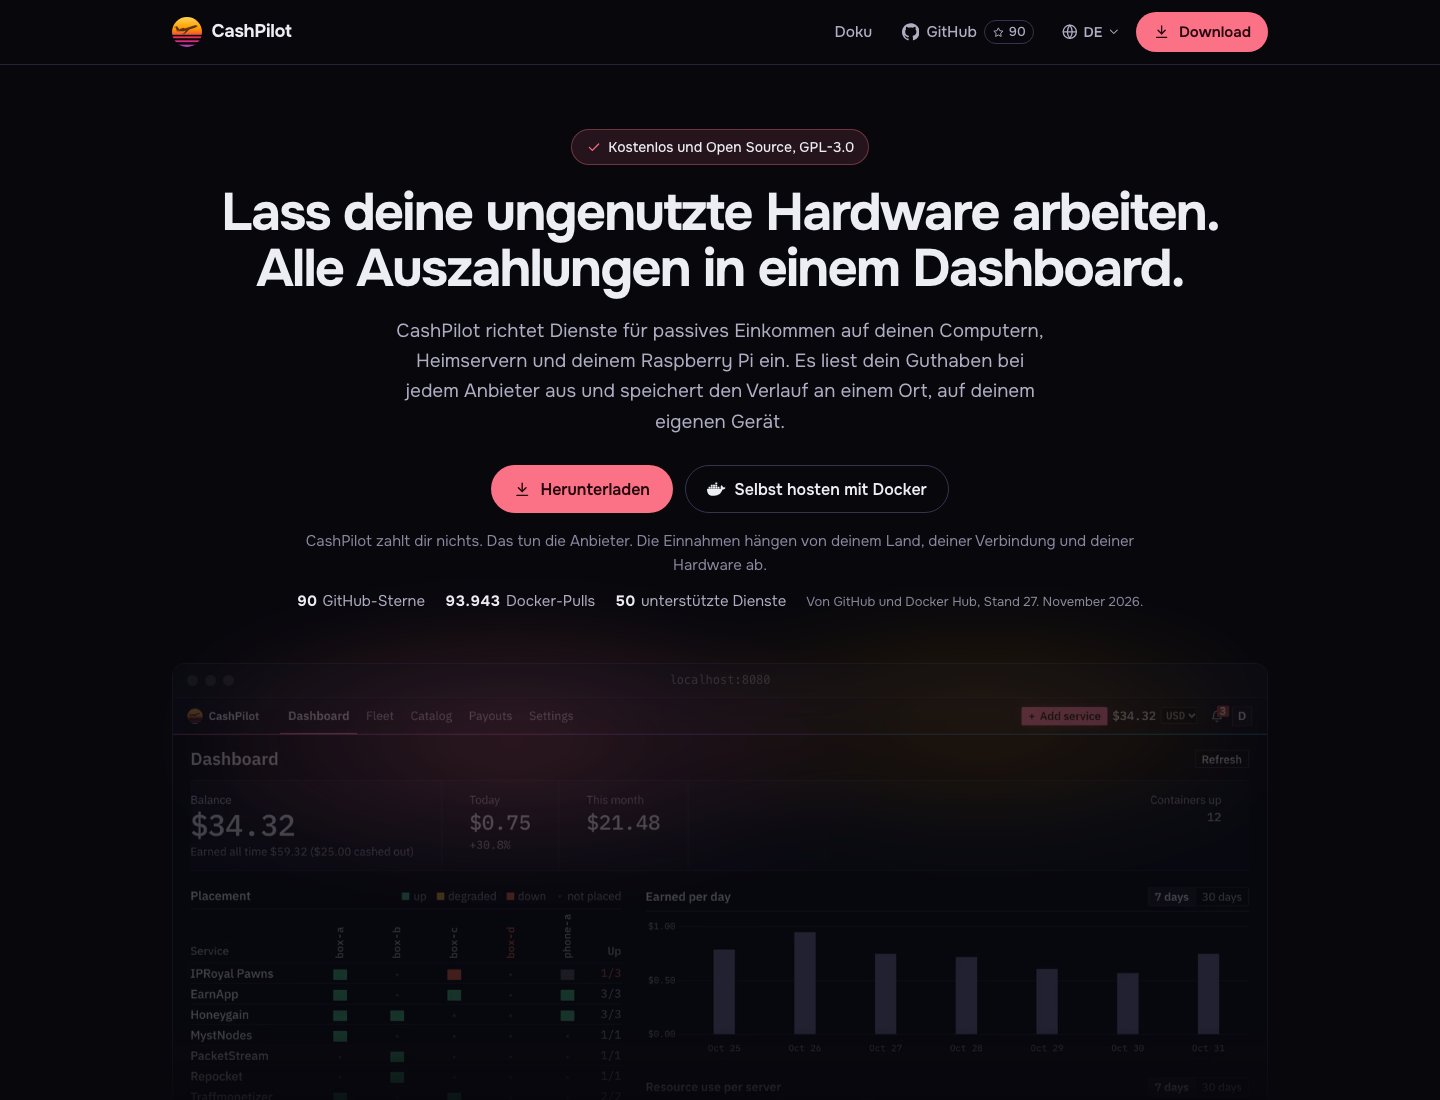 CashPilot
Doku
GitHub
90
DE
Download
Kostenlos und Open Source, GPL-3.0
Lass deine ungenutzte Hardware arbeiten.
Alle Auszahlungen in einem Dashboard.
CashPilot richtet Dienste für passives Einkommen auf deinen Computern,
Heimservern und deinem Raspberry Pi ein. Es liest dein Guthaben bei
jedem Anbieter aus und speichert den Verlauf an einem Ort, auf deinem
eigenen Gerät.
Herunterladen
Selbst hosten mit Docker
CashPilot zahlt dir nichts. Das tun die Anbieter. Die Einnahmen hängen von deinem Land, deiner Verbindung und deiner
Hardware ab.
90 GitHub-Sterne
93.943 Docker-Pulls
50 unterstützte Dienste
Von GitHub und Docker Hub, Stand 27. November 2026.
localhost:8080
CashPilot
Dashboard
Fleet
Catalog
Payouts
Settings
+ Add service
$34.32
USD
3
D
Dashboard
Refresh
Balance
$34.32
Earned all time $59.32 ($25.00 cashed out)
Today
$0.75
+30.8%
This month
$21.48
Containers up
12
Placement
up
degraded
down
- not placed
Service
box-a
box-b
box-c
box-d
phone-a
Up
IPRoyal Pawns
- - 1/3
EarnApp
- - 3/3
Honeygain
- - 3/3
MystNodes
- - - - 1/1
PacketStream
- - - - 1/1
Repocket
- - - - 1/1
Traffmonetizer
Earned per day
7 days
30 days
$1.00
$0.50
$0.00
Oct 25
Oct 26
Oct 27
Oct 28
Oct 29
Oct 30
Oct 31
Resource use per server
7 days
30 days